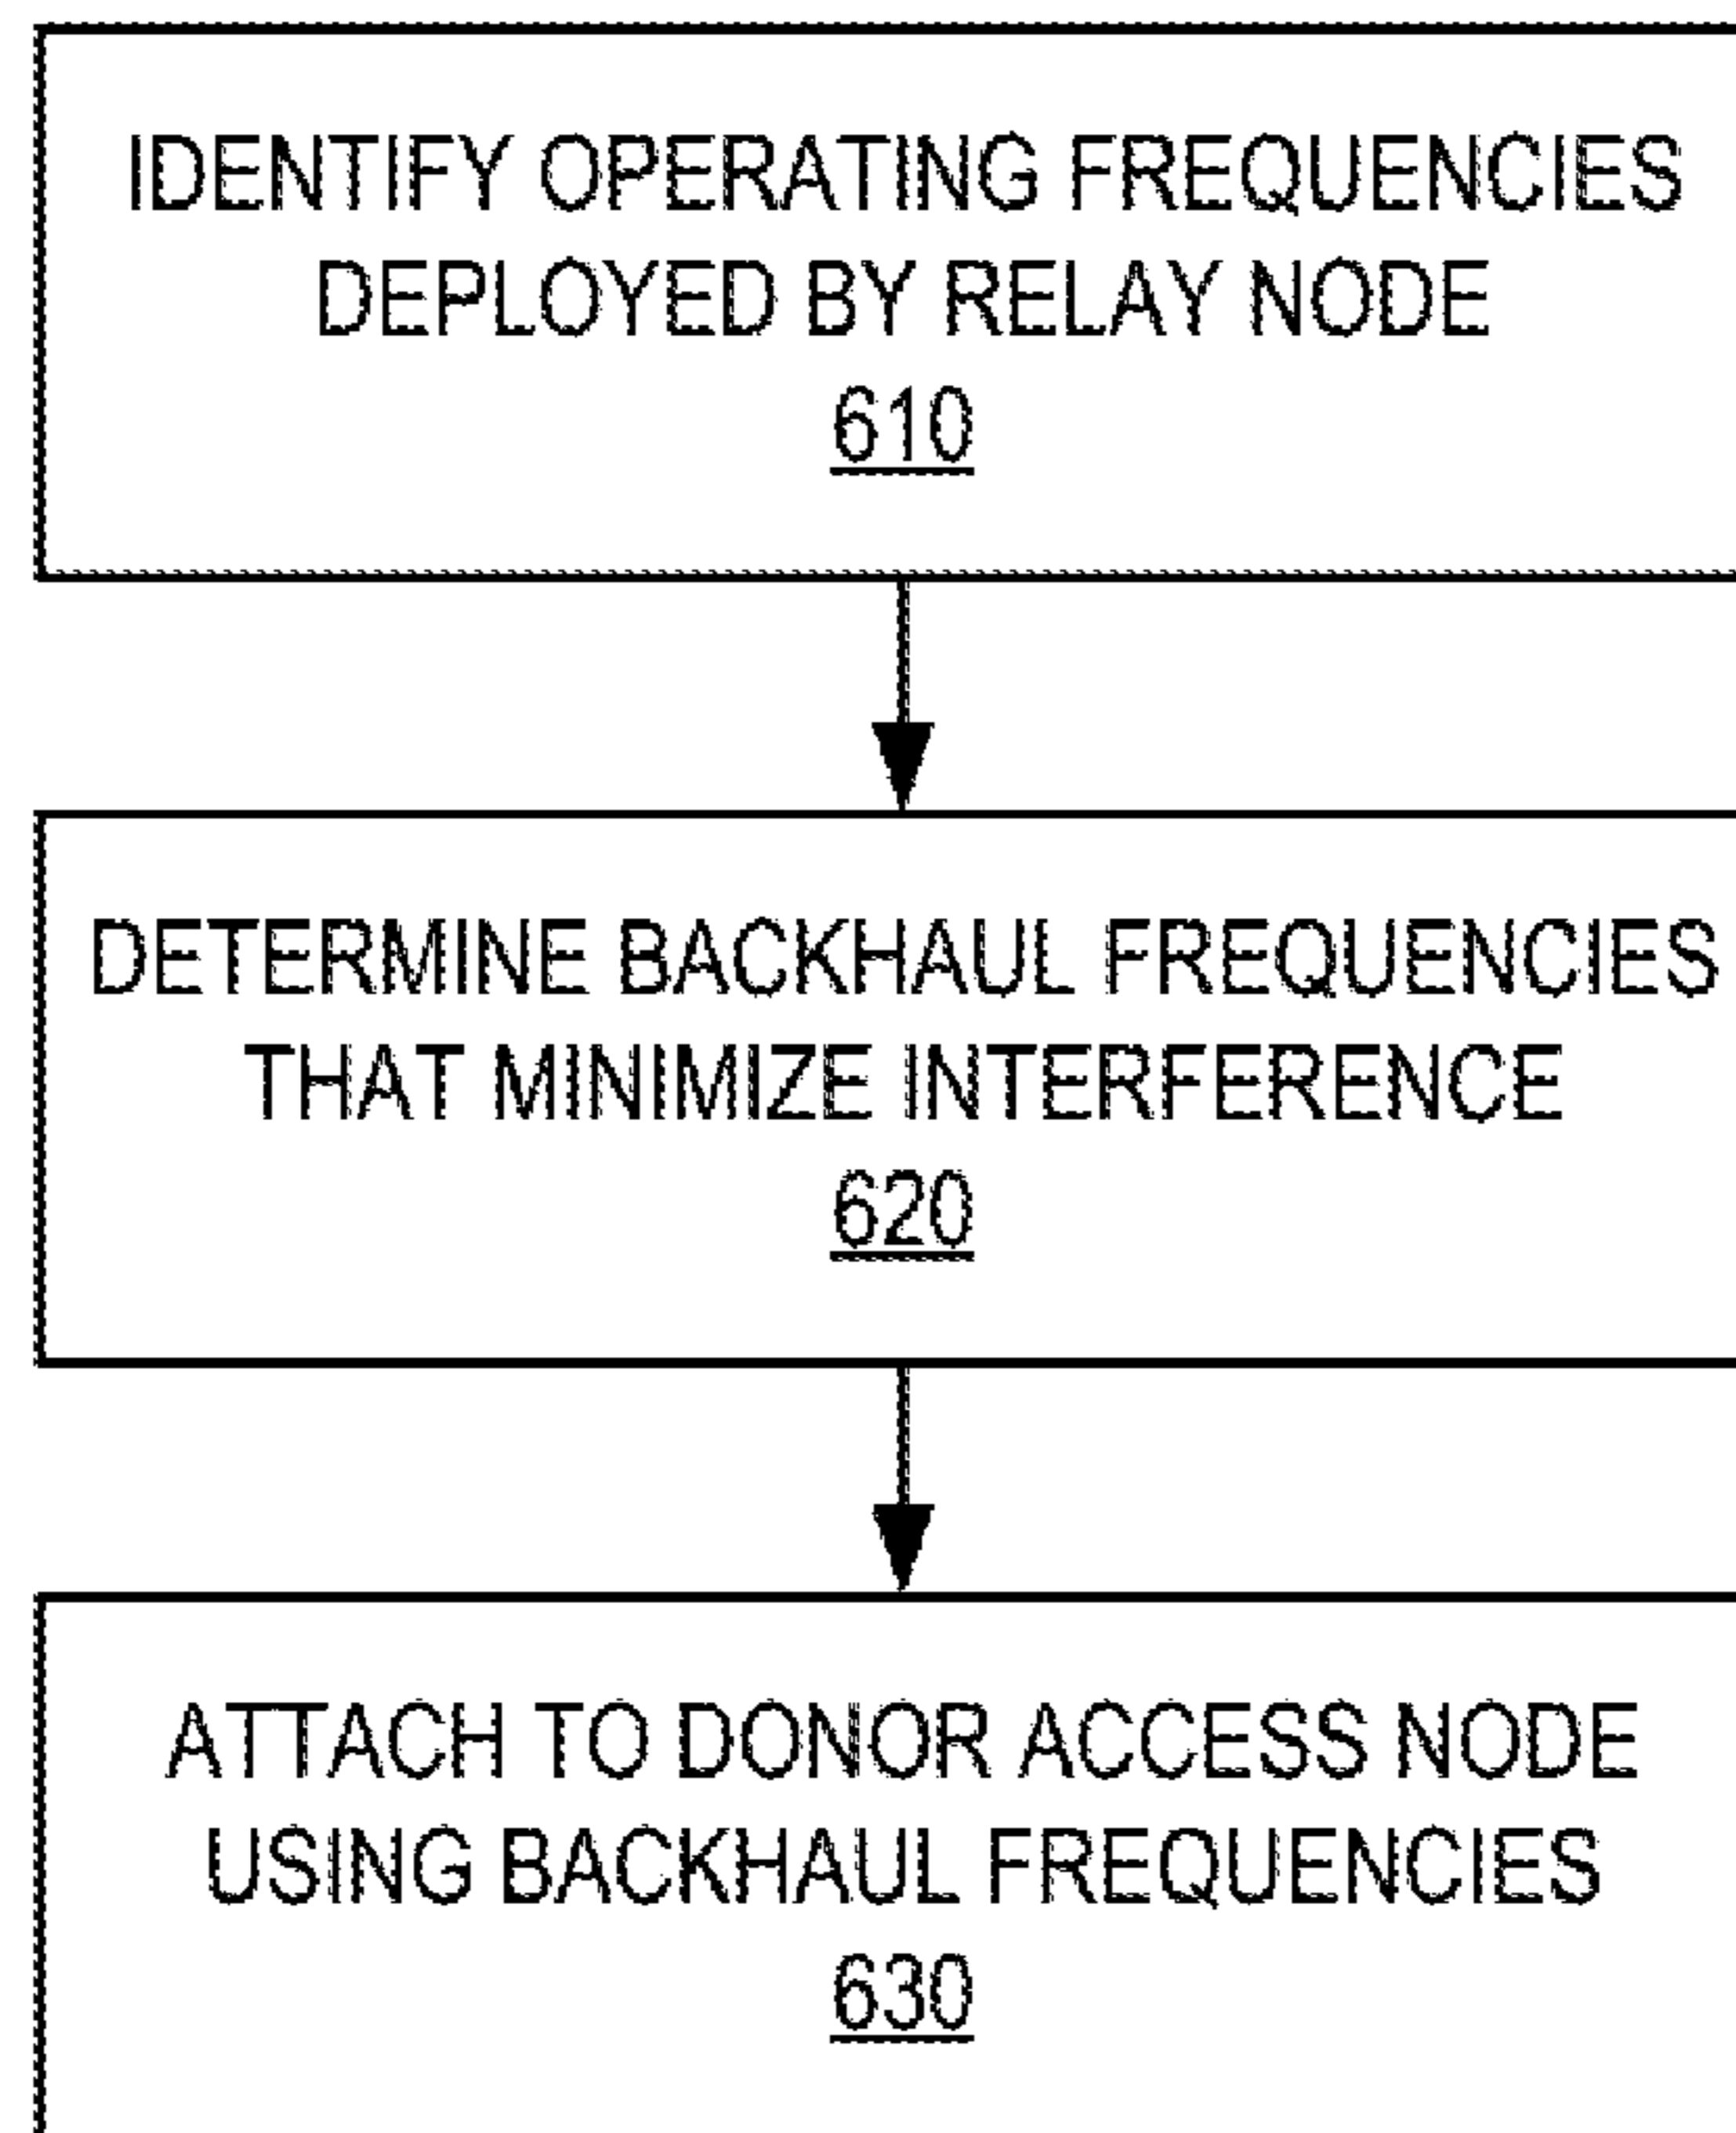 IDENTIFY OPERATING FREQUENCIES
DEPLOYED BY RELAY NODE
610
DETERMINE BACKHAUL FREQUENCIES
THAT MINIMIZE INTERFERENCE
620
ATTACH TO DONOR ACCESS NODE
USING BACKHAUL FREQUENCIES
630